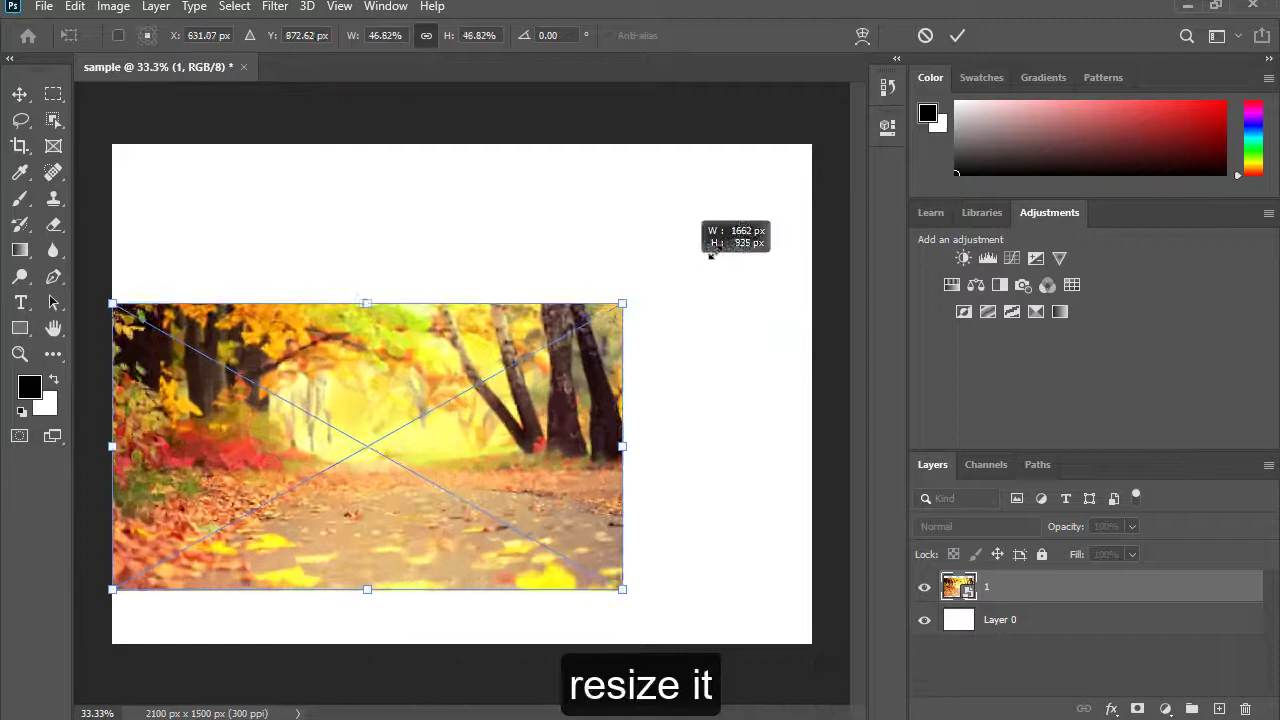 Ps File Edit Image Layer Type Select Filter 3D View Window Help
X: 631.07 px Y: 972.62 px W: 46.82% H: 46.82% 0.00 ° Anti-alias
sample @ 33.3% (1, RGB/8) * ×
Color Swatches Gradients Patterns
W : 1662 px
H : 935 px
Learn Libraries Adjustments
Add an adjustment
Layers Channels Paths
Kind
Normal Opacity: 100%
Lock: Fill: 100%
1
Layer 0
resize it
33.33% 2100 px x 1500 px (300 ppi)